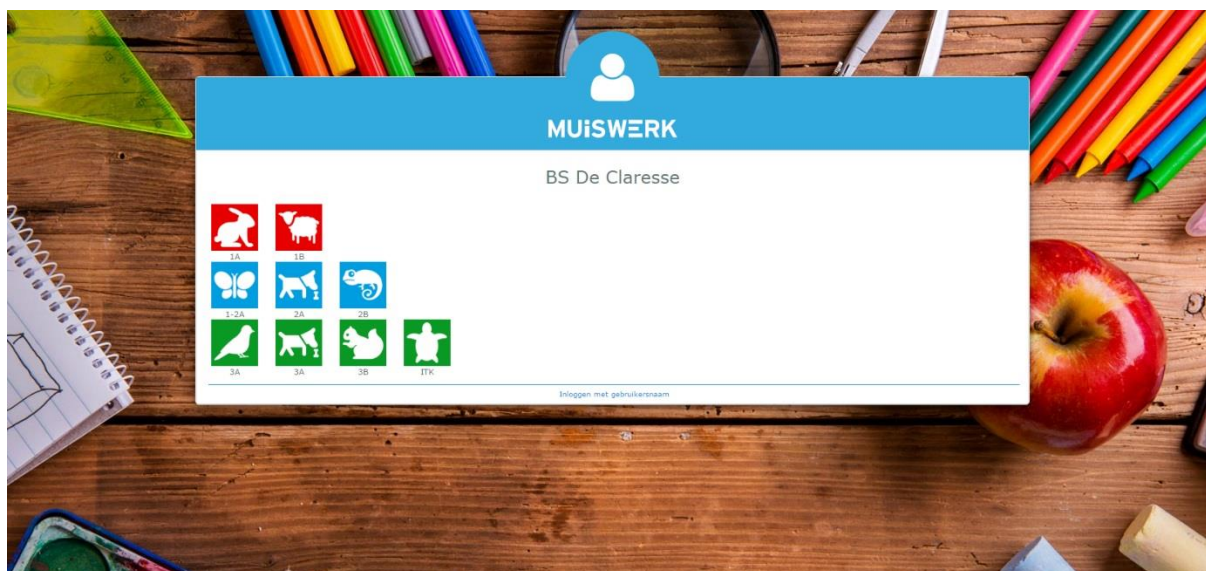 MUiSWERK
BS De Claresse
1A 1B
1-2A 2A 2B
3A 3A 3B ITK
Inloggen met gebruikersnaam